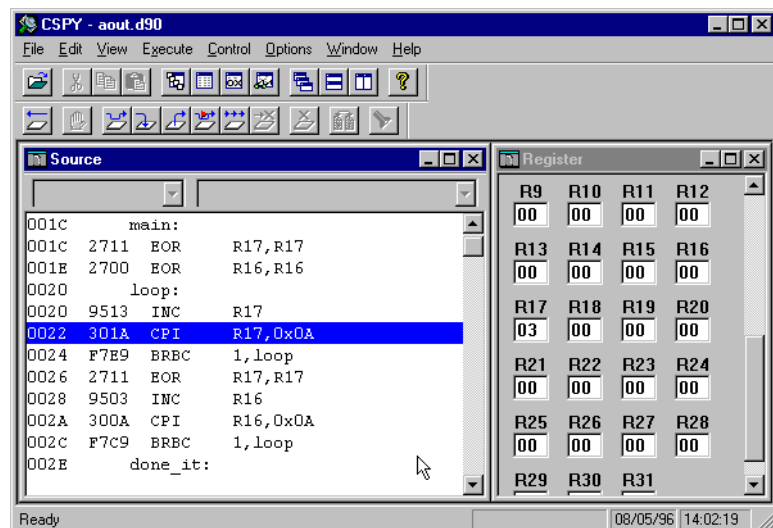 CSPY - aout.d90
File Edit View Execute Control Options Window Help
Source
001C main:
001C 2711 EOR R17,R17
001E 2700 EOR R16,R16
0020 loop:
0020 9513 INC R17
0022 301A CPI R17,0x0A
0024 F7E9 BRBC 1,loop
0026 2711 EOR R17,R17
0028 9503 INC R16
002A 300A CPI R16,0x0A
002C F7C9 BRBC 1,loop
002E done_it:
Register
R9 R10 R11 R12
00 00 00 00
R13 R14 R15 R16
00 00 00 00
R17 R18 R19 R20
03 00 00 00
R21 R22 R23 R24
00 00 00 00
R25 R26 R27 R28
00 00 00 00
R29 R30 R31
Ready
08/05/96 14:02:19